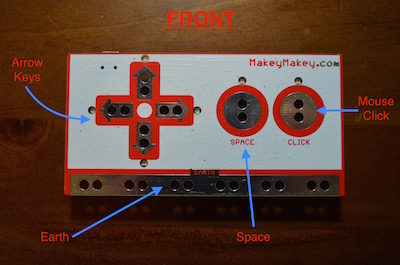 FRONT
MakeyMakey.com
Arrow
Keys
Mouse
Click
SPACE
CLICK
EARTH
Earth
Space